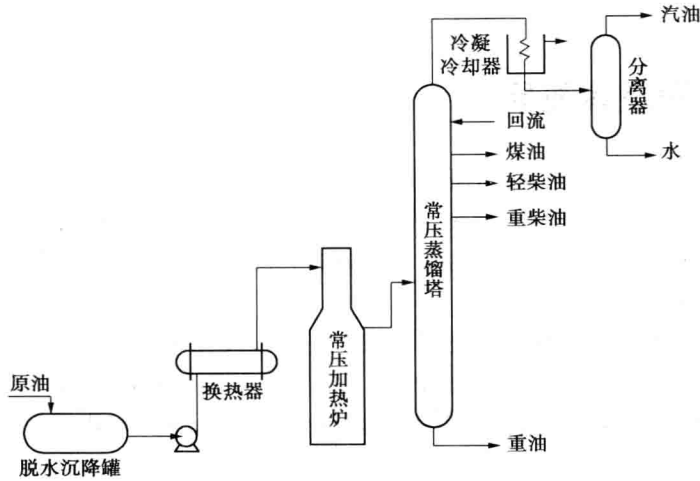 汽油
冷凝
冷却器
分离器
回流
煤油
水
轻柴油
重柴油
常压蒸馏塔
常压加热炉
换热器
原油
重油
脱水沉降罐